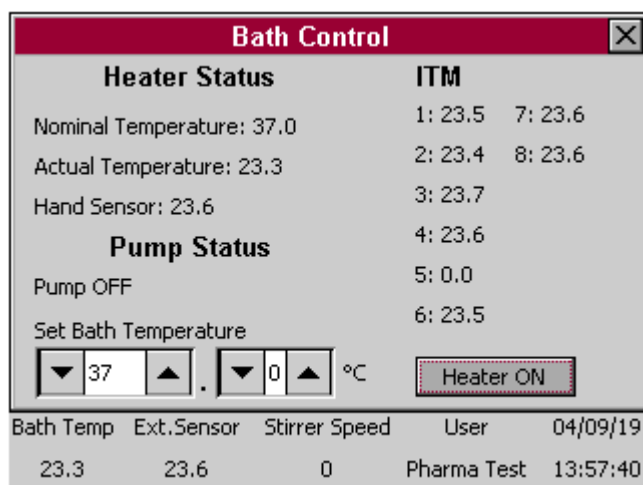 Bath Control
Heater Status
Nominal Temperature: 37.0
Actual Temperature: 23.3
Hand Sensor: 23.6
Pump Status
Pump OFF
Set Bath Temperature
37 . 0 °C
ITM
1: 23.5 7: 23.6
2: 23.4 8: 23.6
3: 23.7
4: 23.6
5: 0.0
6: 23.5
Heater ON
Bath Temp Ext.Sensor Stirrer Speed User 04/09/19
23.3 23.6 0 Pharma Test 13:57:40